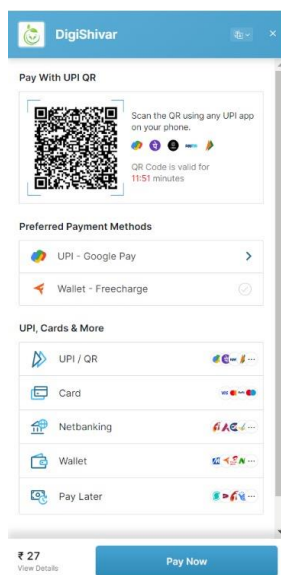 DigiShivar
Pay With UPI QR
Scan the QR using any UPI app
on your phone.
QR Code is valid for
11:51 minutes
Preferred Payment Methods
UPI - Google Pay
Wallet - Freecharge
UPI, Cards & More
UPI / QR
Card
Netbanking
Wallet
Pay Later
₹ 27
View Details
Pay Now